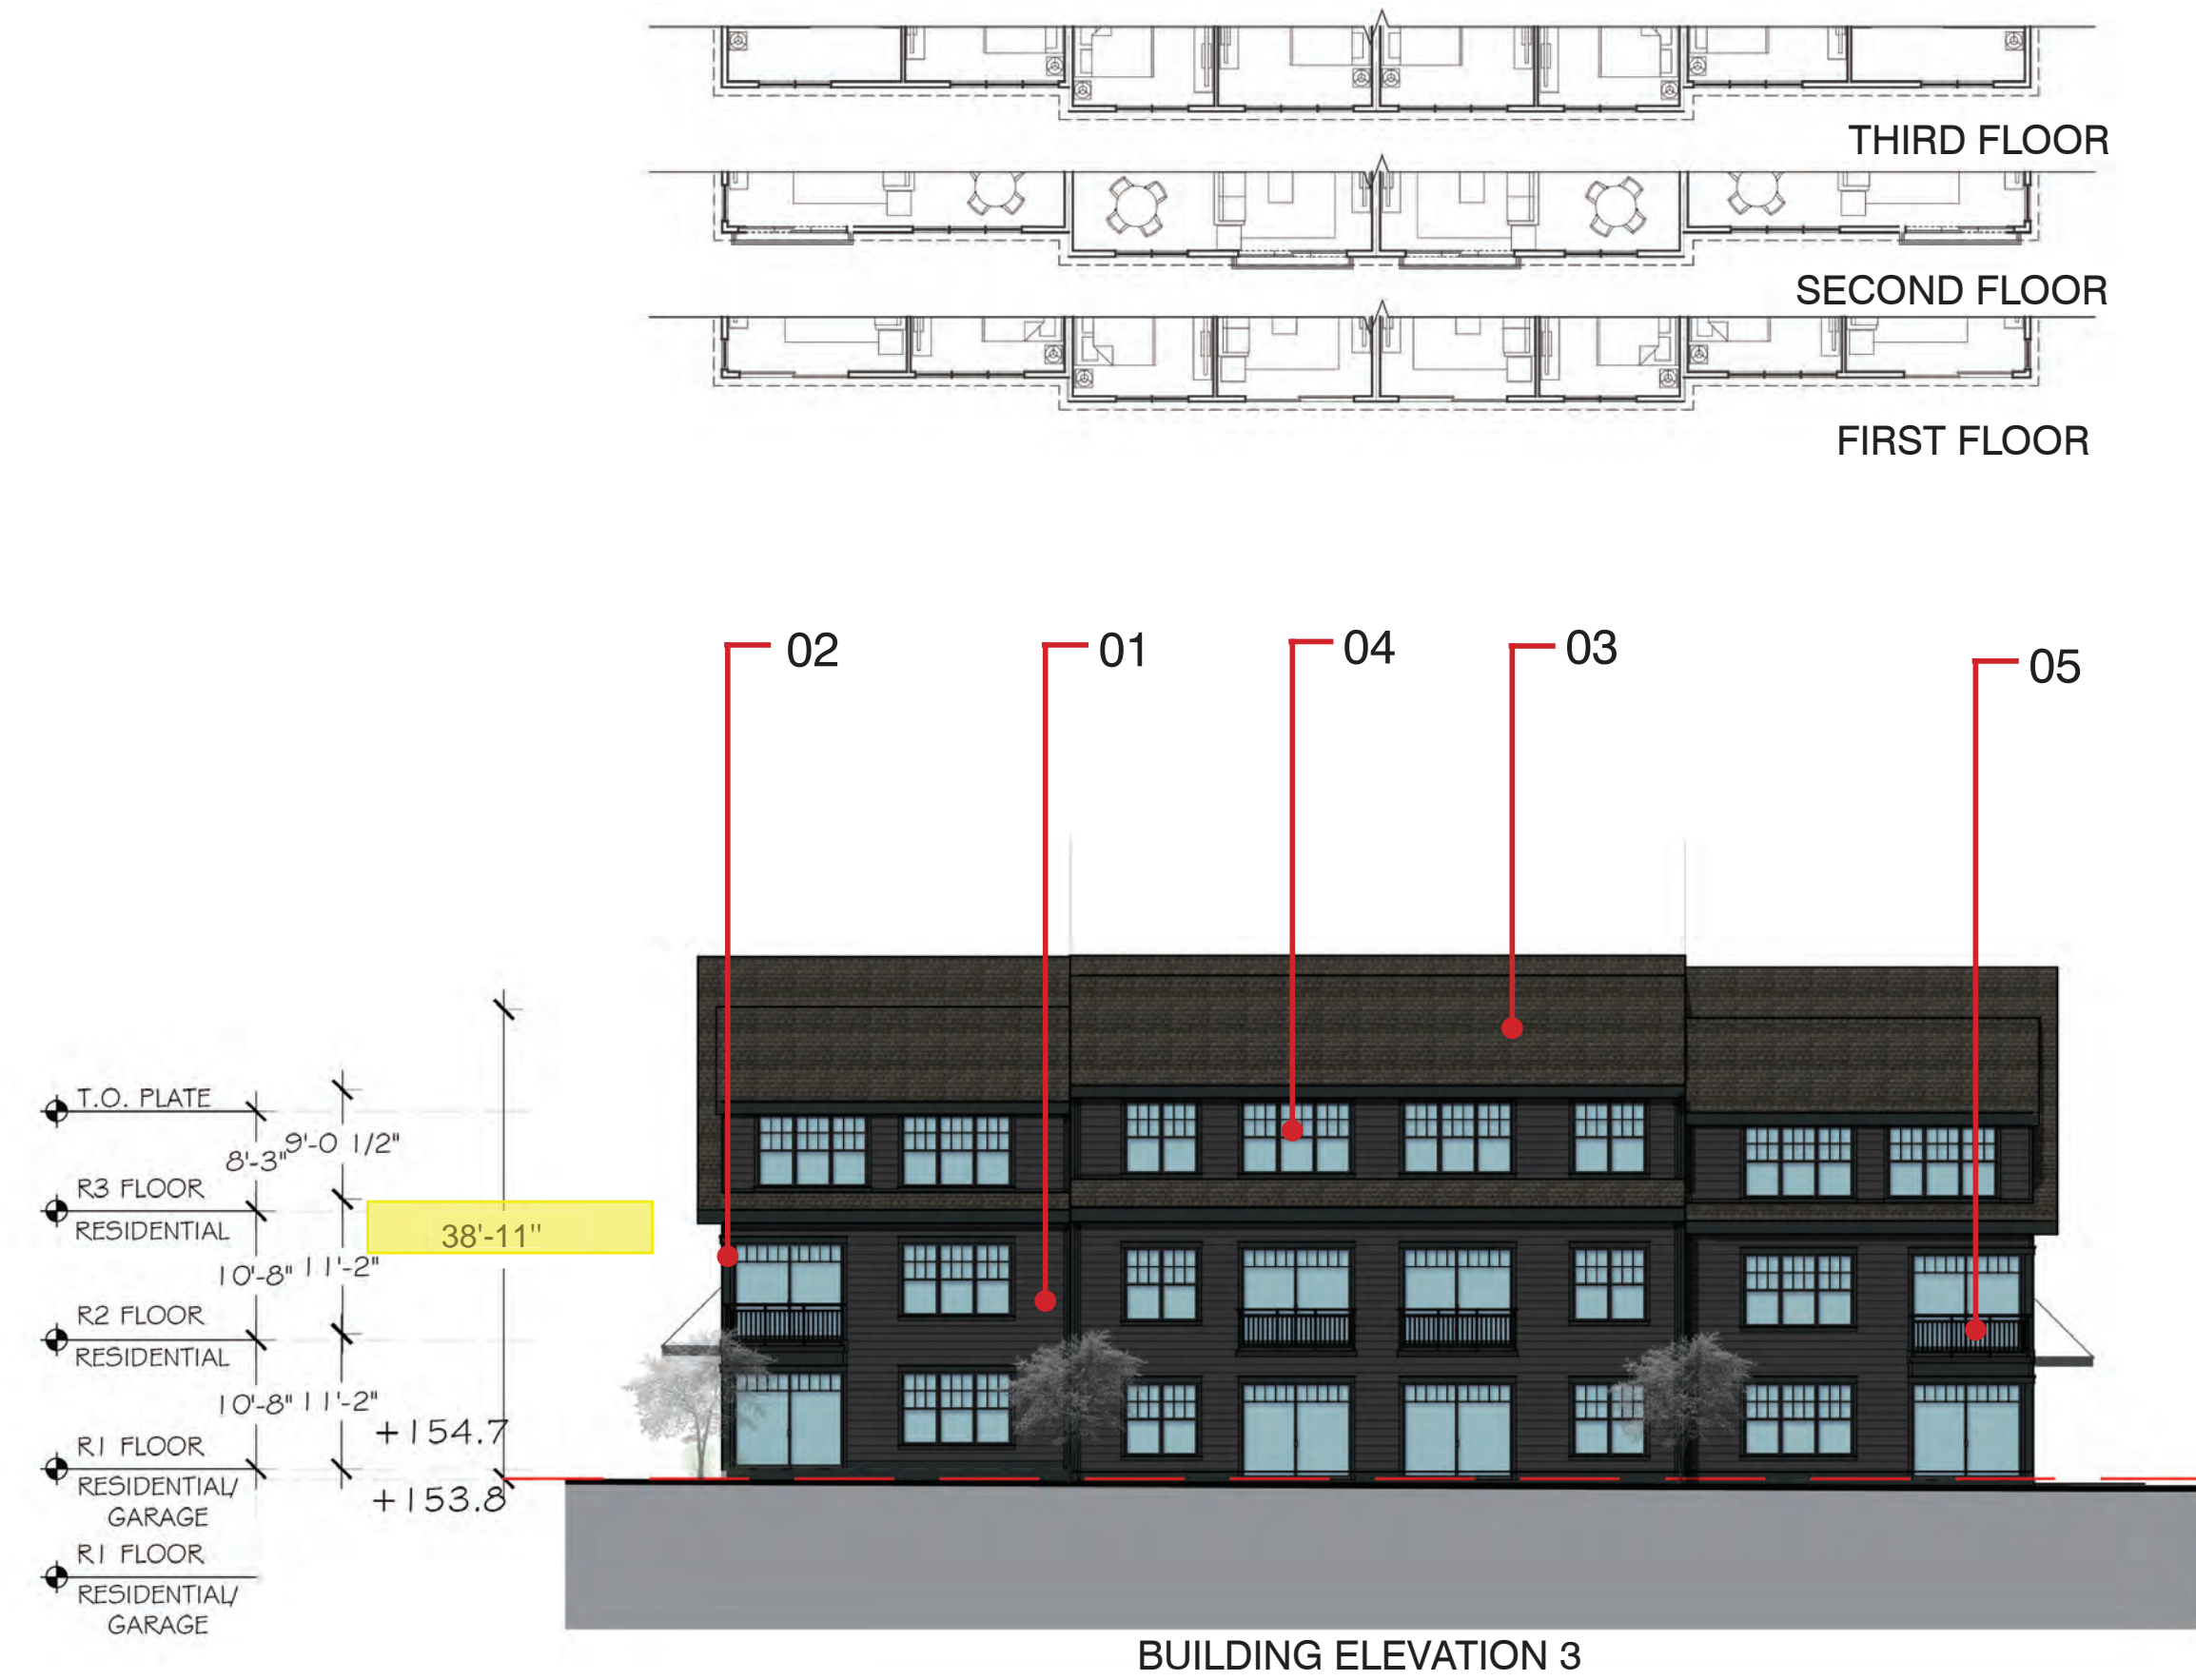 THIRD FLOOR
SECOND FLOOR
FIRST FLOOR
02
01
04
03
05
T.O. PLATE
8'-3"
9'-0 1/2"
R3 FLOOR
RESIDENTIAL
38'-11"
10'-8"
11'-2"
R2 FLOOR
RESIDENTIAL
10'-8"
11'-2"
+154.7
R1 FLOOR
RESIDENTIAL/
GARAGE
+153.8
R1 FLOOR
RESIDENTIAL/
GARAGE
BUILDING ELEVATION 3